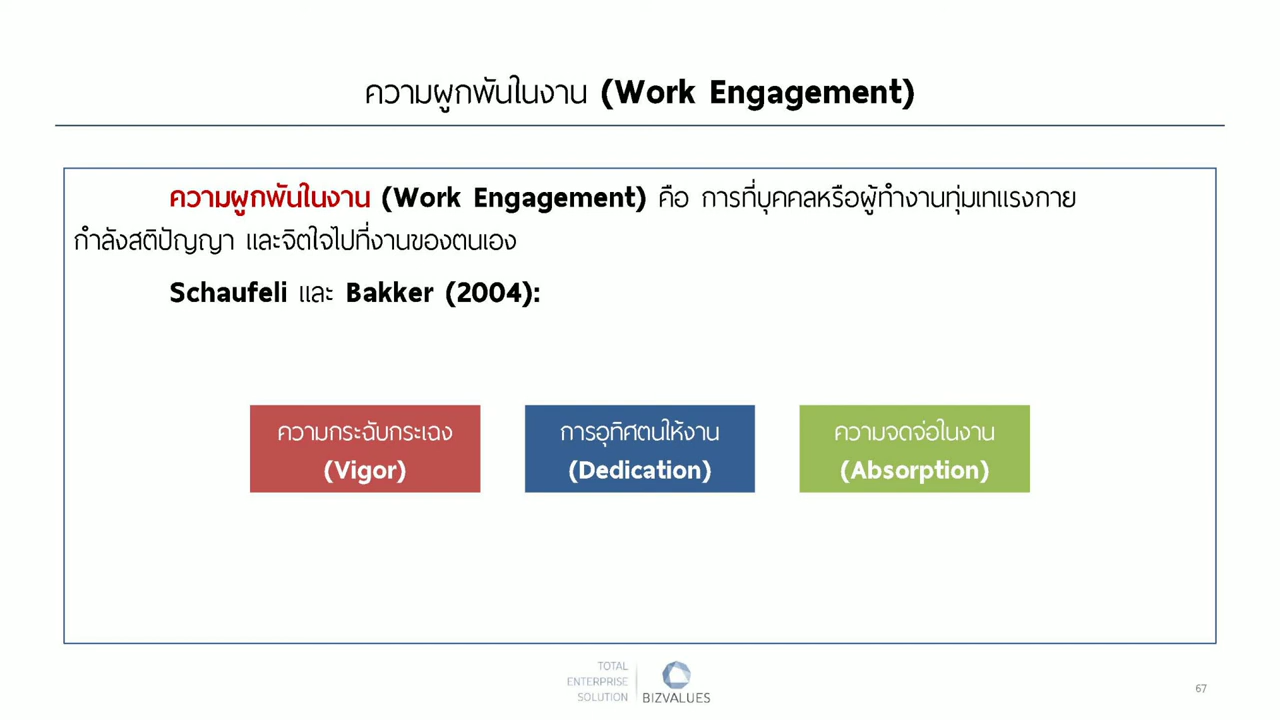 ความผูกพันในงาน (Work Engagement)
ความผูกพันในงาน (Work Engagement) คือ การที่บุคคลหรือผู้ทำงานทุ่มเทแรงกาย
กำลังสติปัญญา และจิตใจไปที่งานของตนเอง
Schaufeli และ Bakker (2004):
ความกระฉับกระเฉง
(Vigor)
การอุทิศตนให้งาน
(Dedication)
ความจดจ่อในงาน
(Absorption)
TOTAL
ENTERPRISE
SOLUTION
BIZVALUES
67